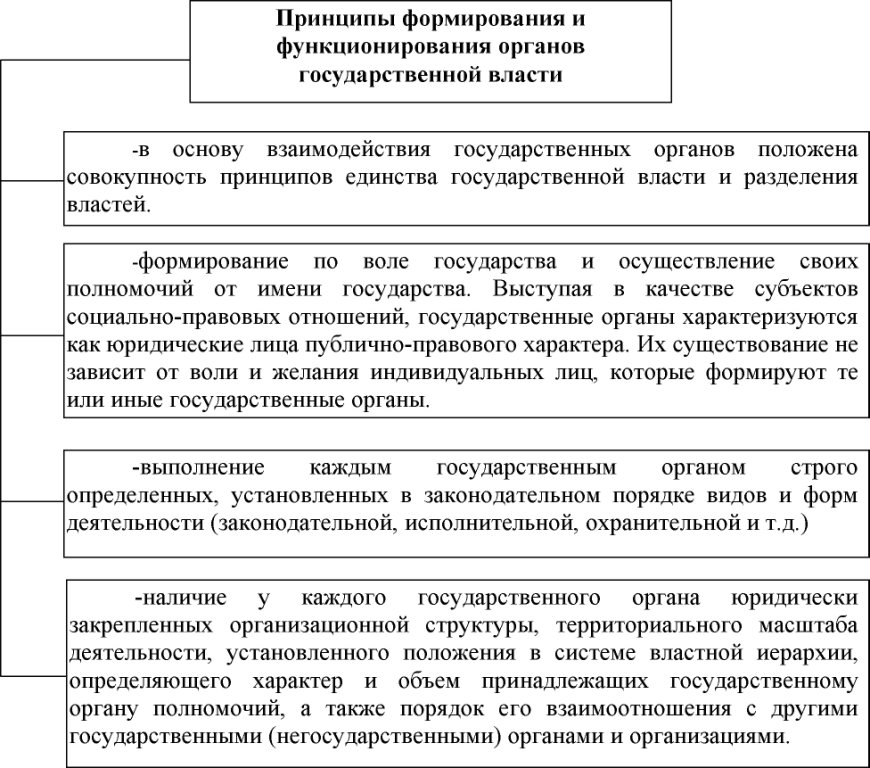 Принципы формирования и
функционирования органов
государственной власти
-в основу взаимодействия государственных органов положена
совокупность принципов единства государственной власти и разделения
властей.
-формирование по воле государства и осуществление своих
полномочий от имени государства. Выступая в качестве субъектов
социально-правовых отношений, государственные органы характеризуются
как юридические лица публично-правового характера. Их существование не
зависит от воли и желания индивидуальных лиц, которые формируют те
или иные государственные органы.
-выполнение каждым государственным органом строго
определенных, установленных в законодательном порядке видов и форм
деятельности (законодательной, исполнительной, охранительной и т.д.)
-наличие у каждого государственного органа юридически
закрепленных организационной структуры, территориального масштаба
деятельности, установленного положения в системе властной иерархии,
определяющего характер и объем принадлежащих государственному
органу полномочий, а также порядок его взаимоотношения с другими
государственными (негосударственными) органами и организациями.